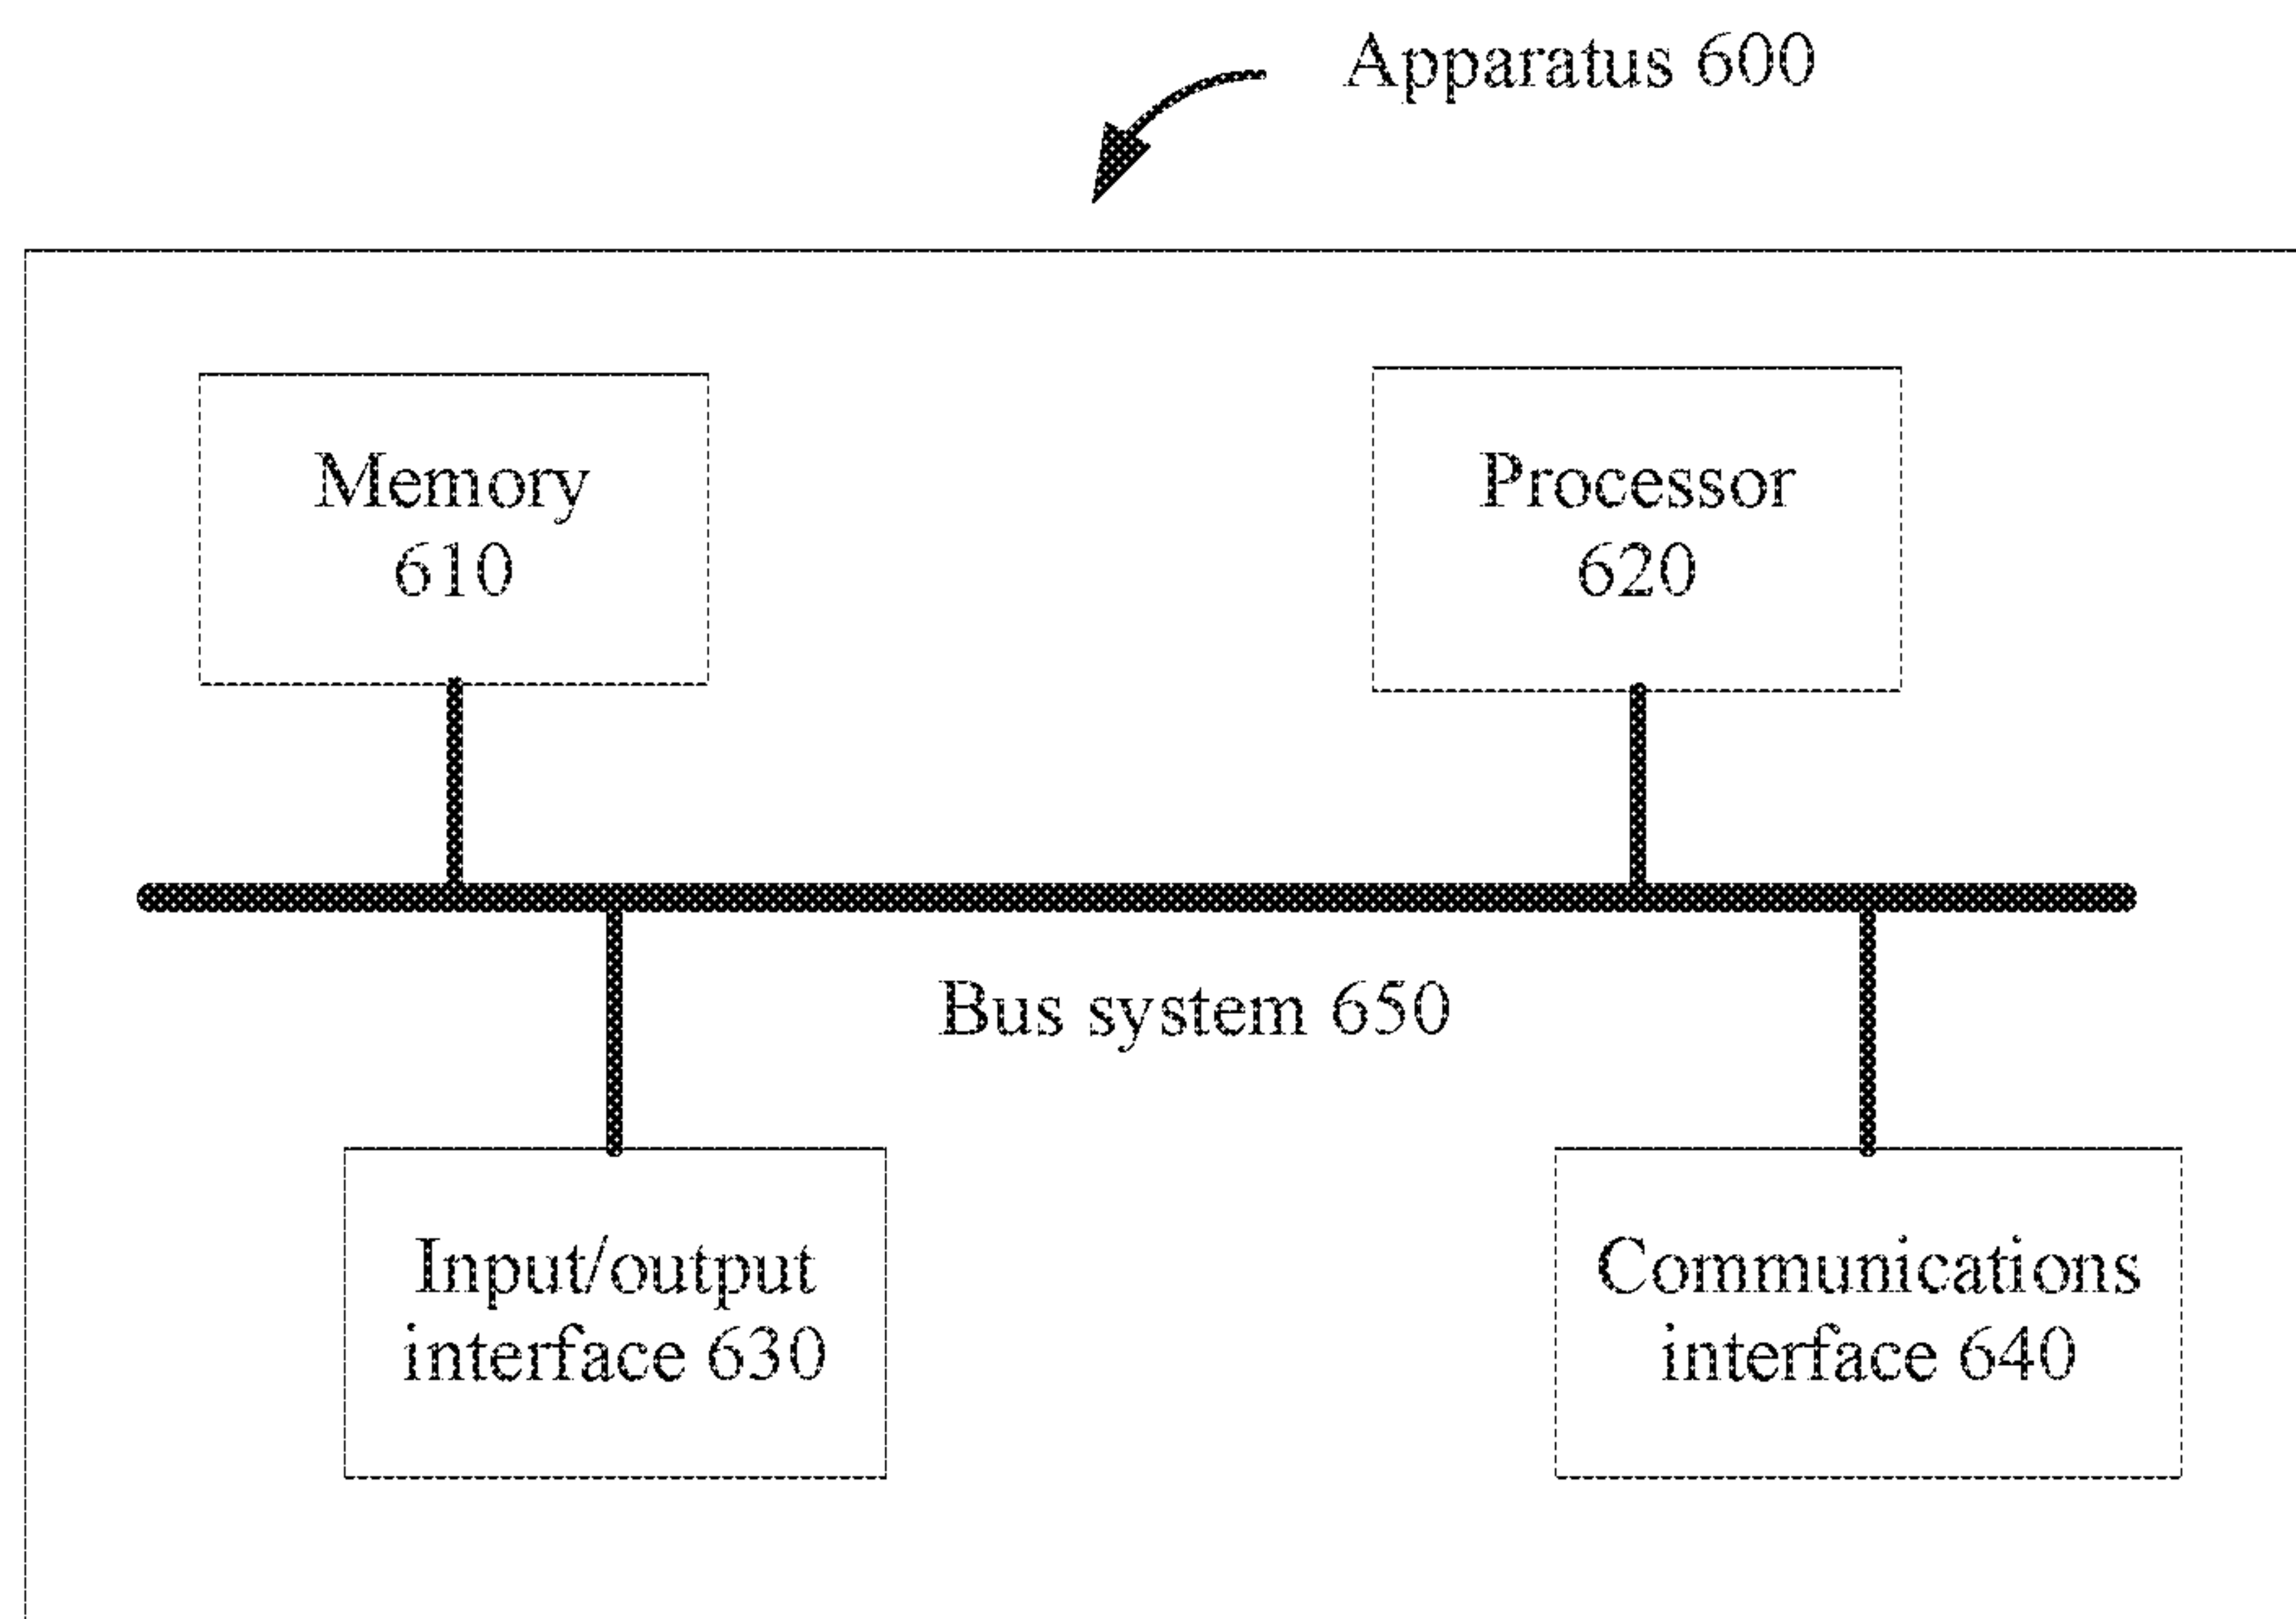 Apparatus 600
Memory
610
Processor
620
Bus system 650
Input/output
interface 630
Communications
interface 640